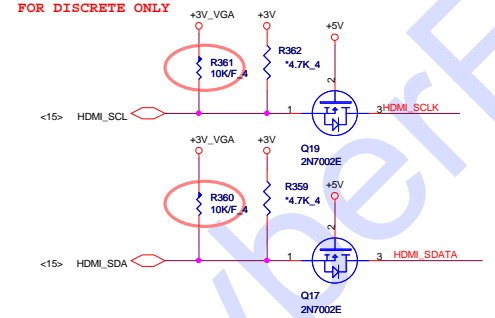 FOR DISCRETE ONLY
+3V_VGA
+3V
+5V
R361
10K/F_4
R362
*4.7K_4
2
<15>
HDMI_SCL
1
3
HDMI_SCLK
Q19
2N7002E
+3V_VGA
+3V
+5V
R360
10K/F_4
R359
*4.7K_4
2
<15>
HDMI_SDA
1
3
HDMI_SDATA
Q17
2N7002E